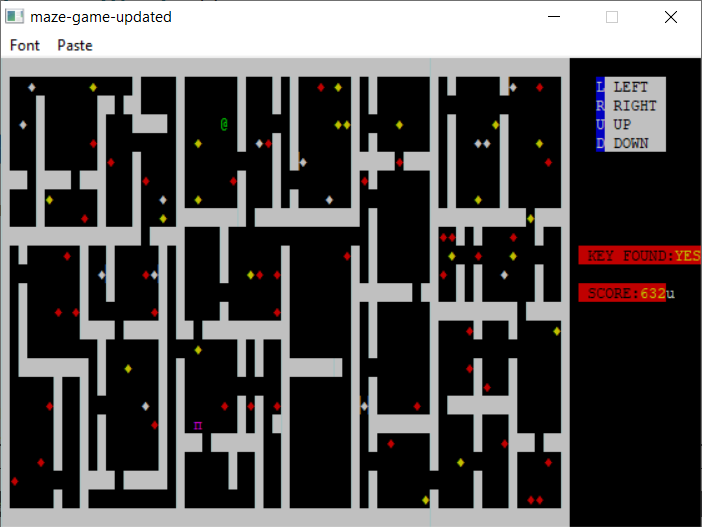 maze-game-updated
Font Paste
L LEFT
R RIGHT
U UP
D DOWN
KEY FOUND:YES
SCORE:632u